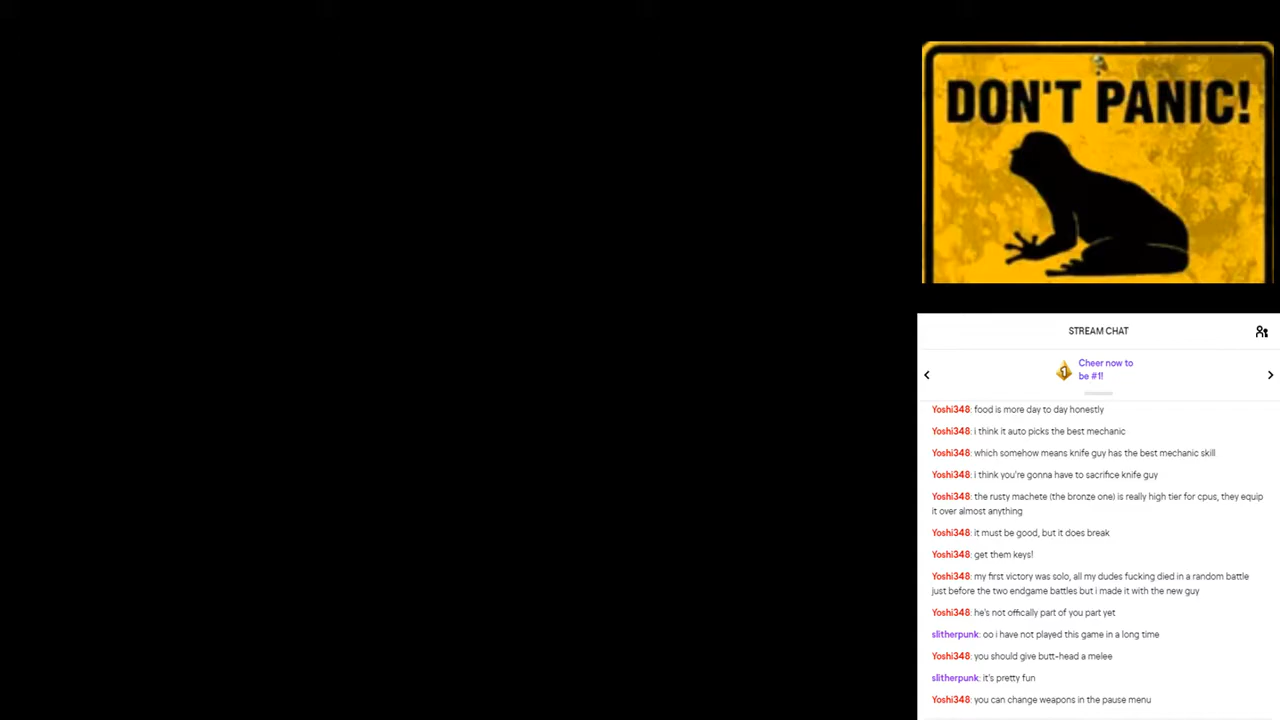 DON'T PANIC!
STREAM CHAT
Cheer now to
be #1!
Yoshi348: food is more day to day honestly
Yoshi348: i think it auto picks the best mechanic
Yoshi348: which somehow means knife guy has the best mechanic skill
Yoshi348: i think you're gonna have to sacrifice knife guy
Yoshi348: the rusty machete (the bronze one) is really high tier for cpus, they equip
it over almost anything
Yoshi348: it must be good, but it does break
Yoshi348: get them keys!
Yoshi348: my first victory was solo, all my dudes fucking died in a random battle
just before the two endgame battles but i made it with the new guy
Yoshi348: he's not offically part of you part yet
slitherpunk: oo i have not played this game in a long time
Yoshi348: you should give butt-head a melee
slitherpunk: it's pretty fun
Yoshi348: you can change weapons in the pause menu